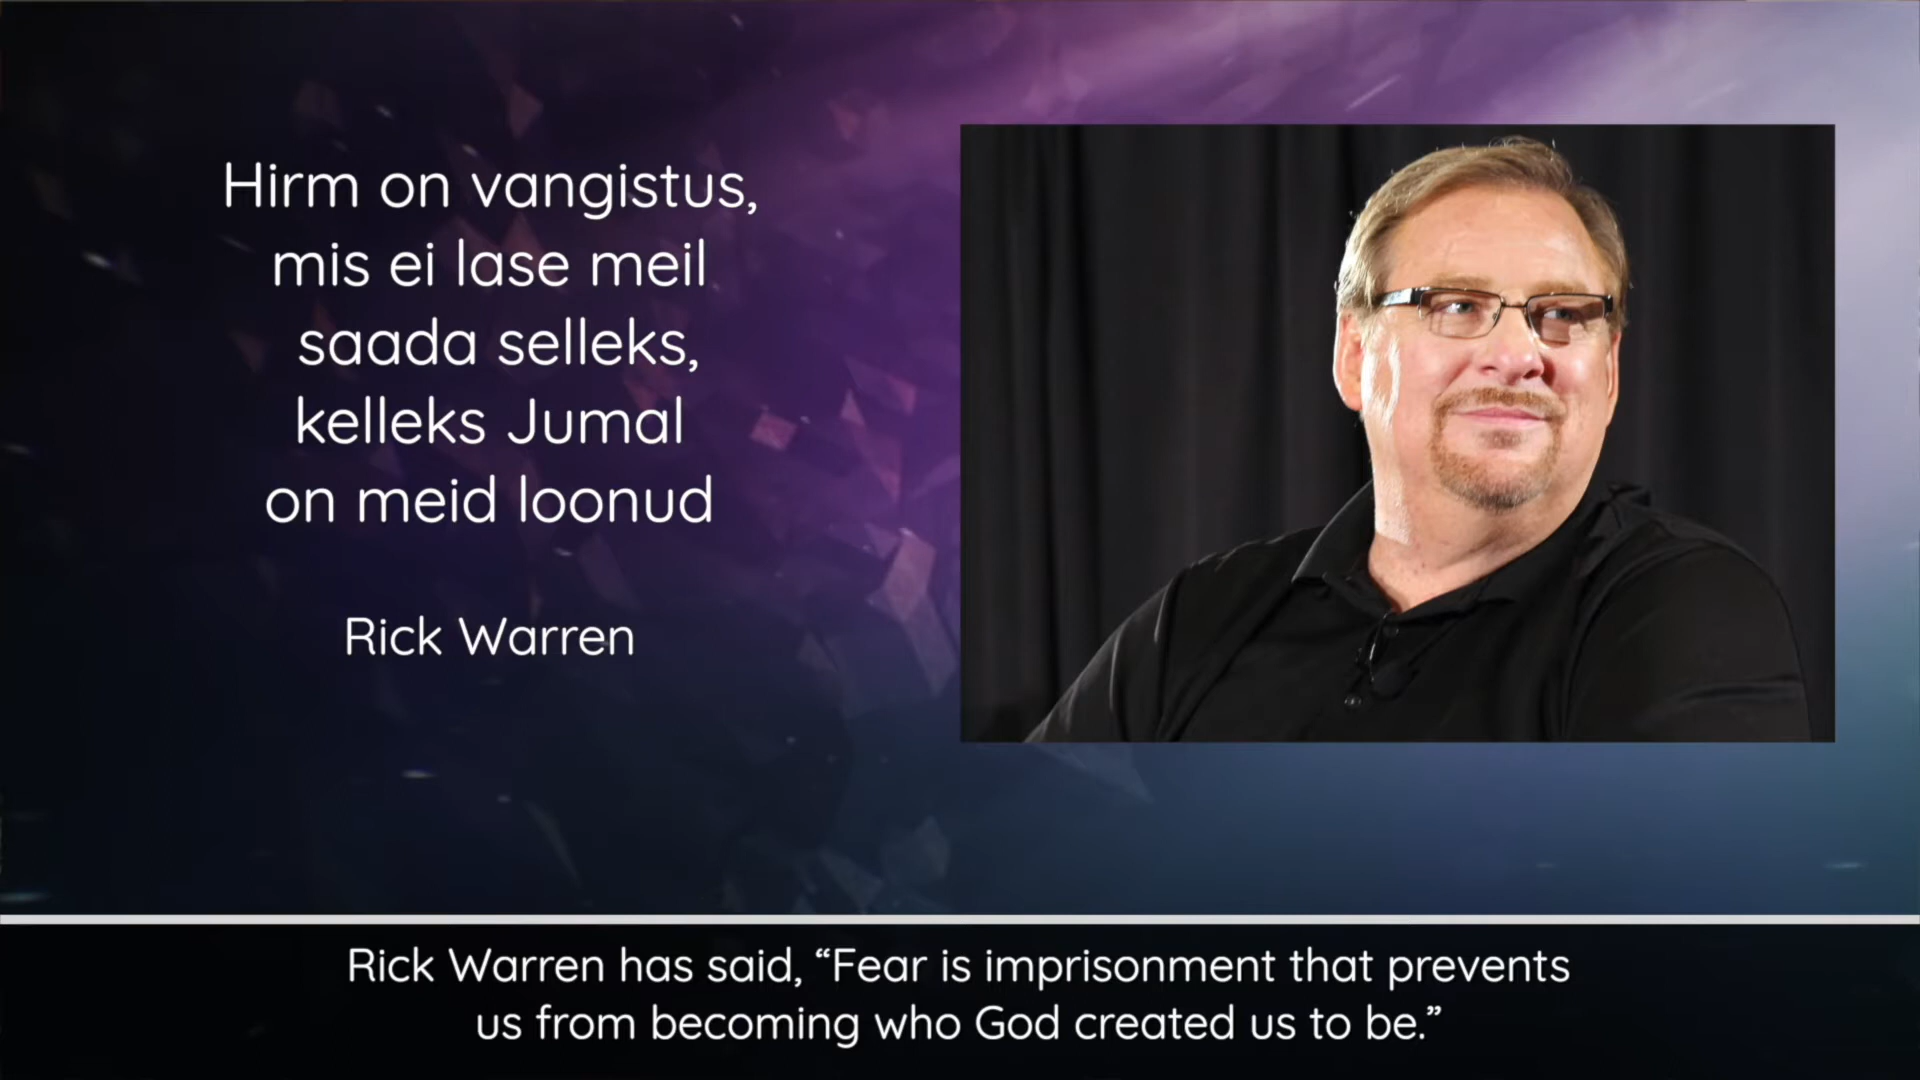 Hirm on vangistus,
mis ei lase meil
saada selleks,
kelleks Jumal
on meid loonud
Rick Warren
Rick Warren has said, “Fear is imprisonment that prevents
us from becoming who God created us to be.”